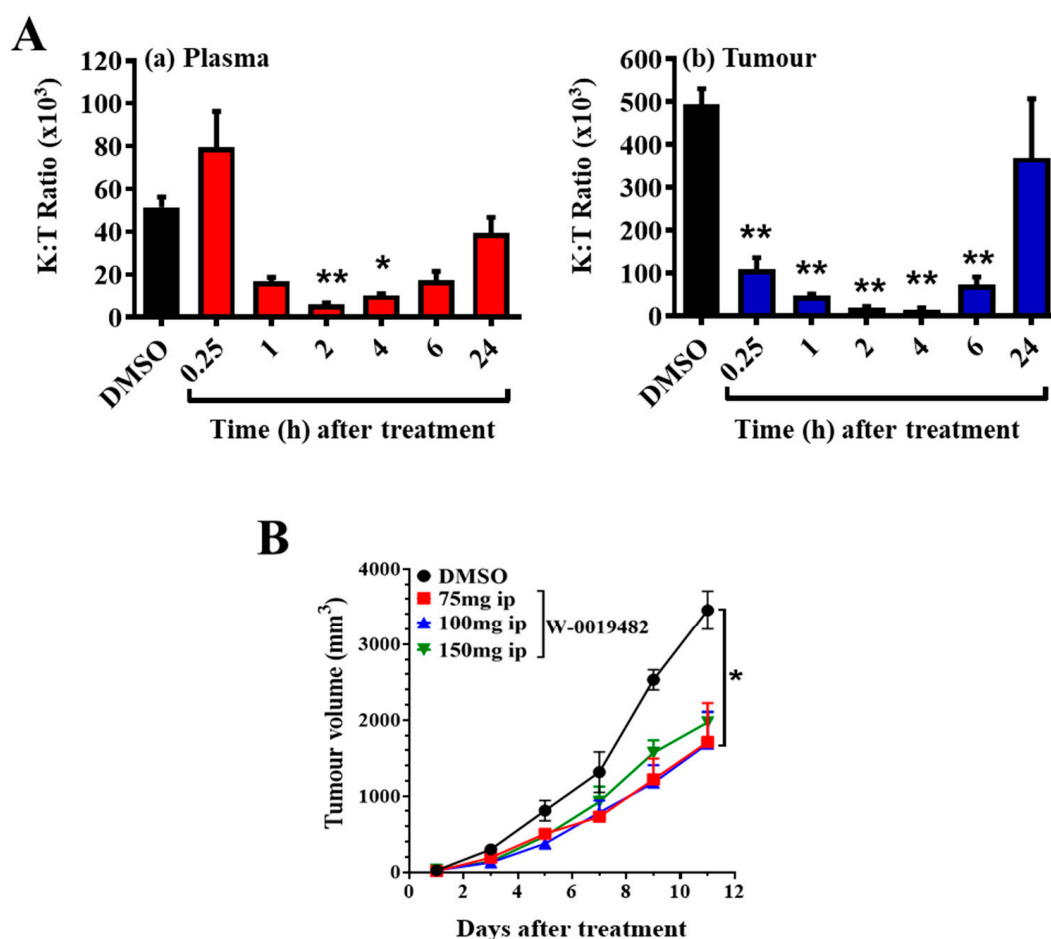 A
(a) Plasma
K:T Ratio (x10³)
120
100
80
60
40
20
0
**
*
DMSO
0.25
1
2
4
6
24
Time (h) after treatment
(b) Tumour
K:T Ratio (x10³)
600
500
400
300
200
100
0
**
**
**
**
**
DMSO
0.25
1
2
4
6
24
Time (h) after treatment
B
Tumour volume (mm³)
4000
3000
2000
1000
0
DMSO
75mg ip
100mg ip
150mg ip
W-0019482
*
0
2
4
6
8
10
12
Days after treatment